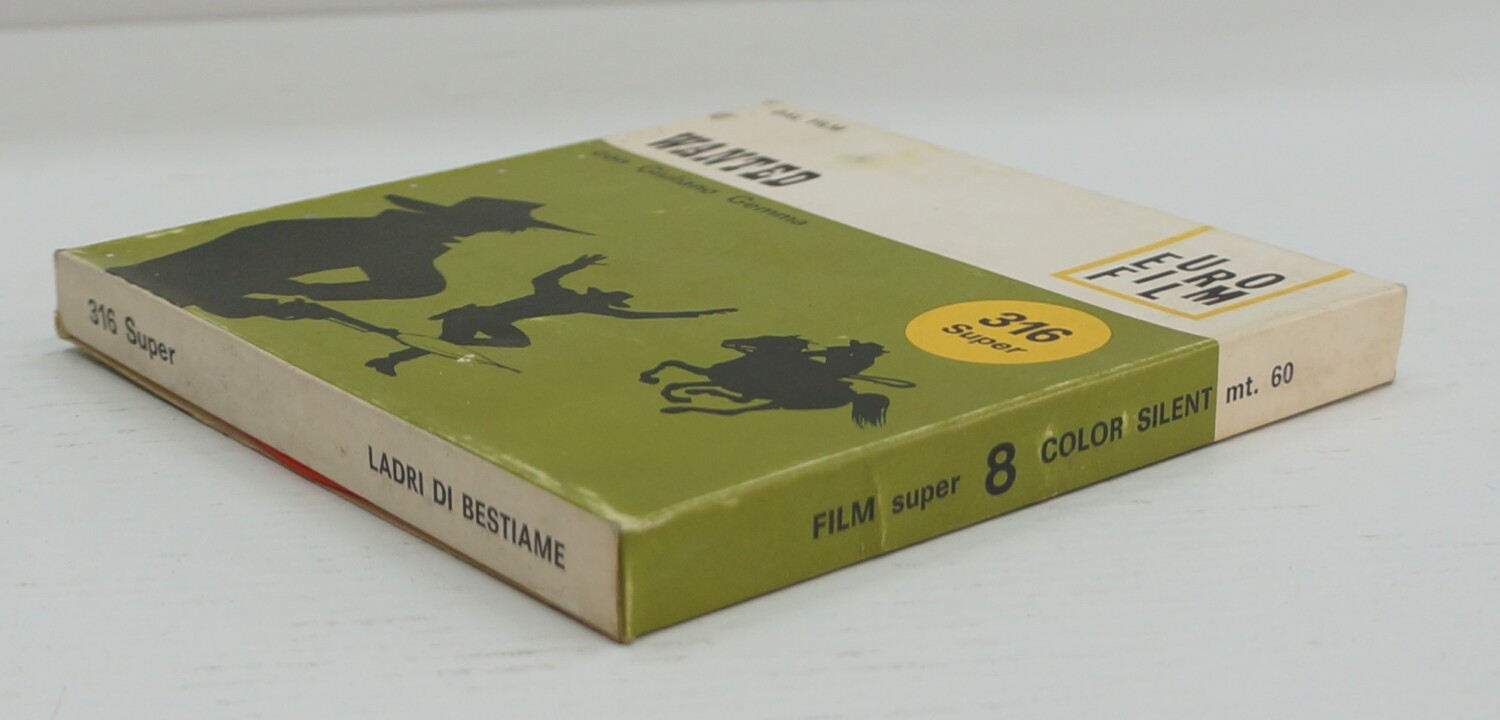 DAL FILM
WANTED
con Giuliano Gemma
EURO
FILM
316
Super
316 Super
LADRI DI BESTIAME
FILM super 8 COLOR SILENT mt. 60